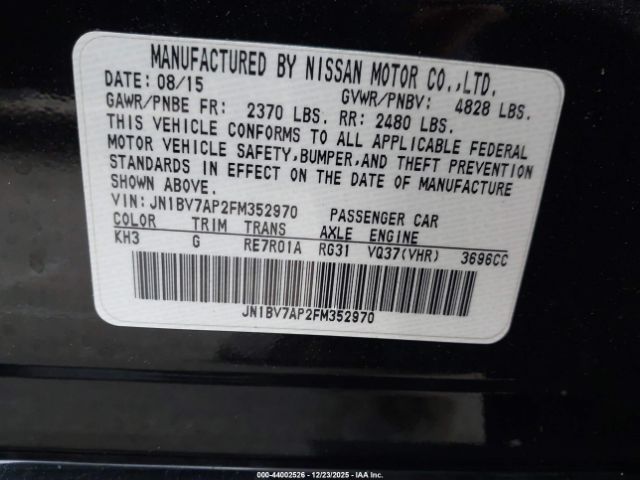 MANUFACTURED BY NISSAN MOTOR CO.,LTD.
DATE: 08/15 GVWR/PNBV: 4828 LBS.
GAWR/PNBE FR: 2370 LBS. RR: 2480 LBS.
THIS VEHICLE CONFORMS TO ALL APPLICABLE FEDERAL
MOTOR VEHICLE SAFETY,BUMPER,AND THEFT PREVENTION
STANDARDS IN EFFECT ON THE DATE OF MANUFACTURE
SHOWN ABOVE.
VIN: JN1BV7AP2FM352970 PASSENGER CAR
COLOR TRIM TRANS AXLE ENGINE
KH3 G RE7R01A RG31 VQ37(VHR) 3696CC
JN1BV7AP2FM352970
000-44002526 - 12/23/2025 - IAA Inc.